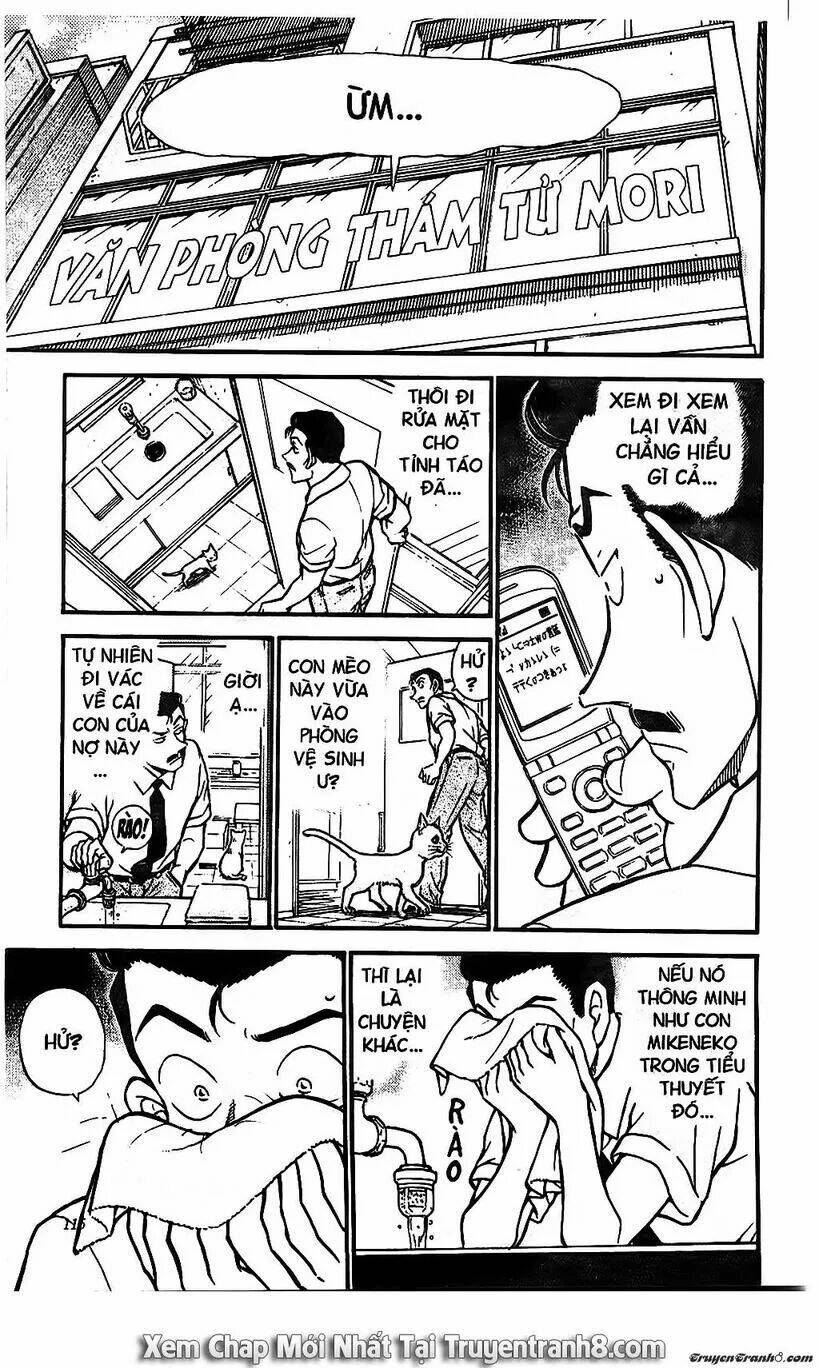 ỪM...
VĂN PHÒNG THÁM TỬ MORI
XEM ĐI XEM
LẠI VẪN
CHẲNG HIỂU
GÌ CẢ...
THÔI ĐI
RỬA MẶT
CHO
TỈNH TÁO
ĐÃ...
HỬ
?
CON MÈO
NÀY VỪA
VÀO
PHÒNG
VỆ SINH
Ư?
GIỜI
Ạ...
TỰ NHIÊN
ĐI VÁC
VỀ CÁI
CON CỦA
NỢ NÀY
...
RÀO!
NẾU NÓ
THÔNG MINH
NHƯ CON
MIKENEKO
TRONG TIỂU
THUYẾT
ĐÓ...
THÌ LẠI
LÀ
CHUYỆN
KHÁC...
RÀO
HỬ?
Xem Chap Mới Nhất Tại Truyentranh8.com
TruyenTranh8.com